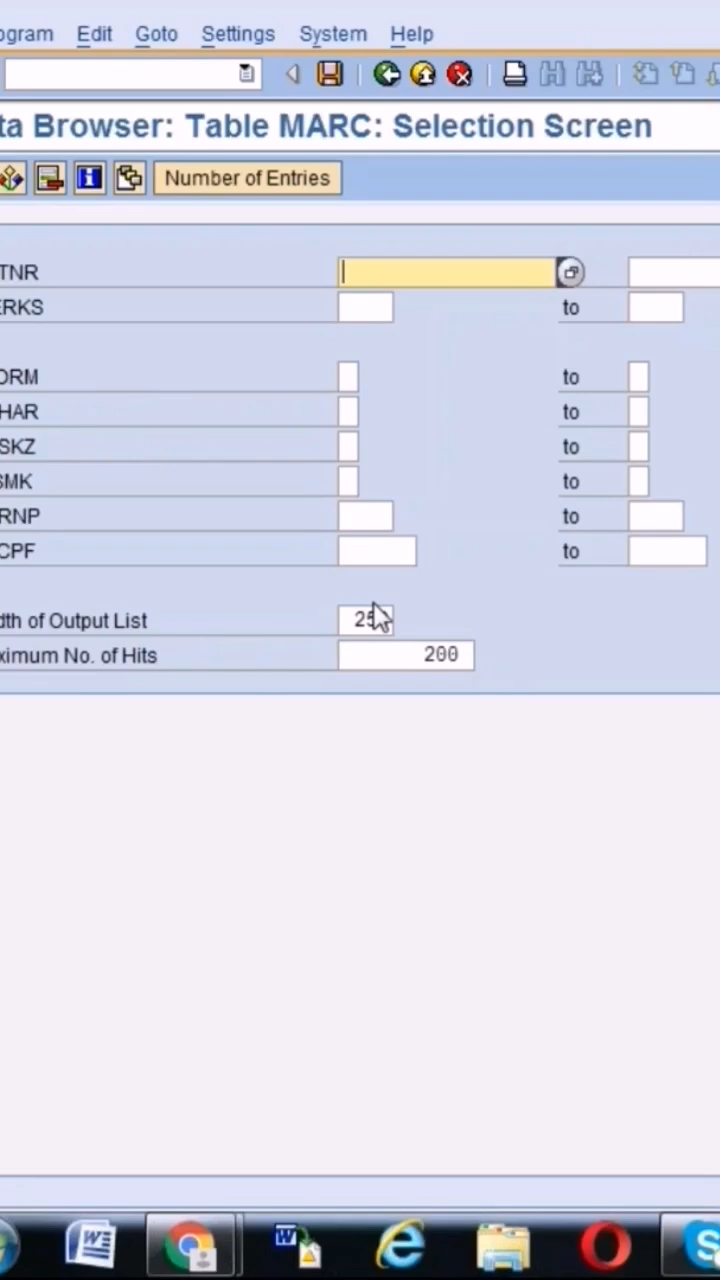 ogram Edit Goto Settings System Help
ta Browser: Table MARC: Selection Screen
Number of Entries
TNR
ERKS to
ORM to
HAR to
SKZ to
SMK to
RNP to
CPF to
dth of Output List 25
ximum No. of Hits 200